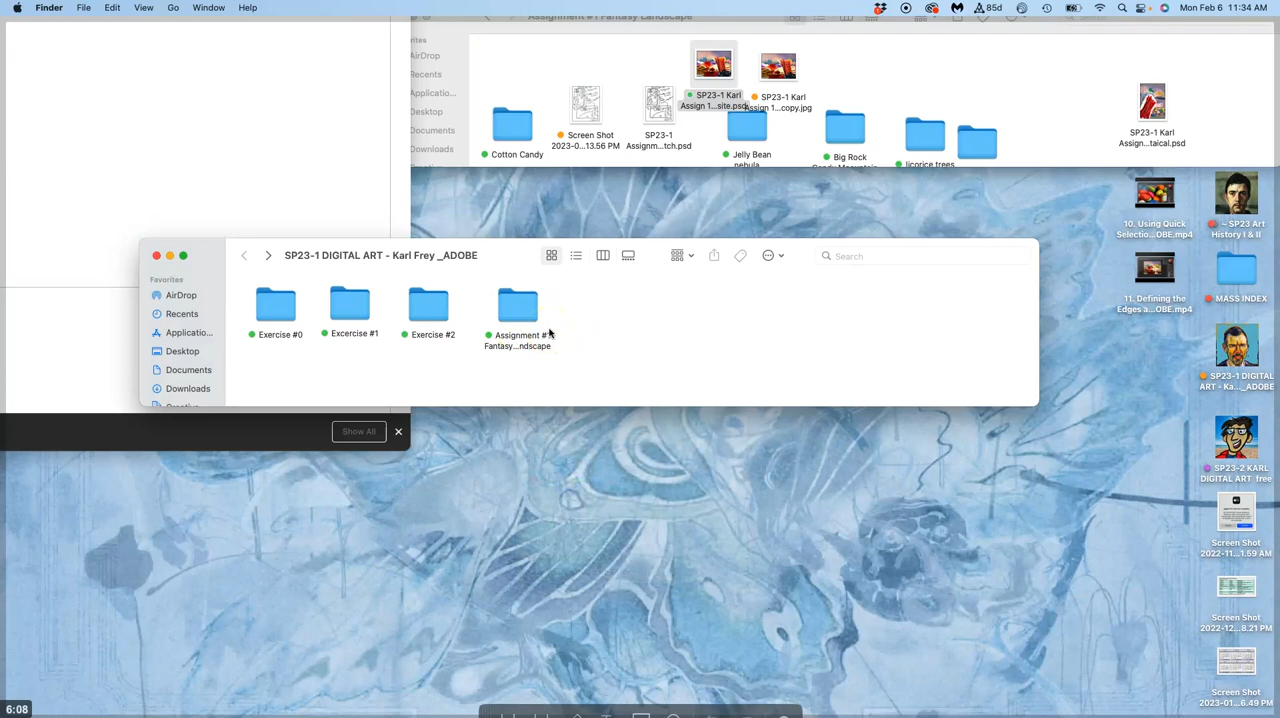 Finder File Edit View Go Window Help
85d
Mon Feb 6 11:34 AM
Assignment #1 Fantasy Landscape
AirDrop
Recents
Applicatio...
Desktop
Documents
Downloads
Cotton Candy
Screen Shot
2023-0...13.56 PM
SP23-1
Assignm...tch.psd
SP23-1 Karl
Assign 1...site.psd
SP23-1 Karl
Assign 1...copy.jpg
Jelly Bean
nebula
Big Rock
Candy Mountain
licorice trees
SP23-1 Karl
Assign...taical.psd
SP23-1 DIGITAL ART - Karl Frey _ADOBE
Search
Favorites
AirDrop
Recents
Applicatio...
Desktop
Documents
Downloads
Exercise #0
Excercise #1
Exercise #2
Assignment #1
Fantasy...ndscape
Show All
10. Using Quick
Selectio...OBE.mp4
~ SP23 Art
History I & II
11. Defining the
Edges a...OBE.mp4
MASS INDEX
SP23-1 DIGITAL
ART - Ka..._ADOBE
SP23-2 KARL
DIGITAL ART free
Screen Shot
2022-11...1.59 AM
Screen Shot
2022-12...8.21 PM
Screen Shot
2023-01...6.49 PM
6:08